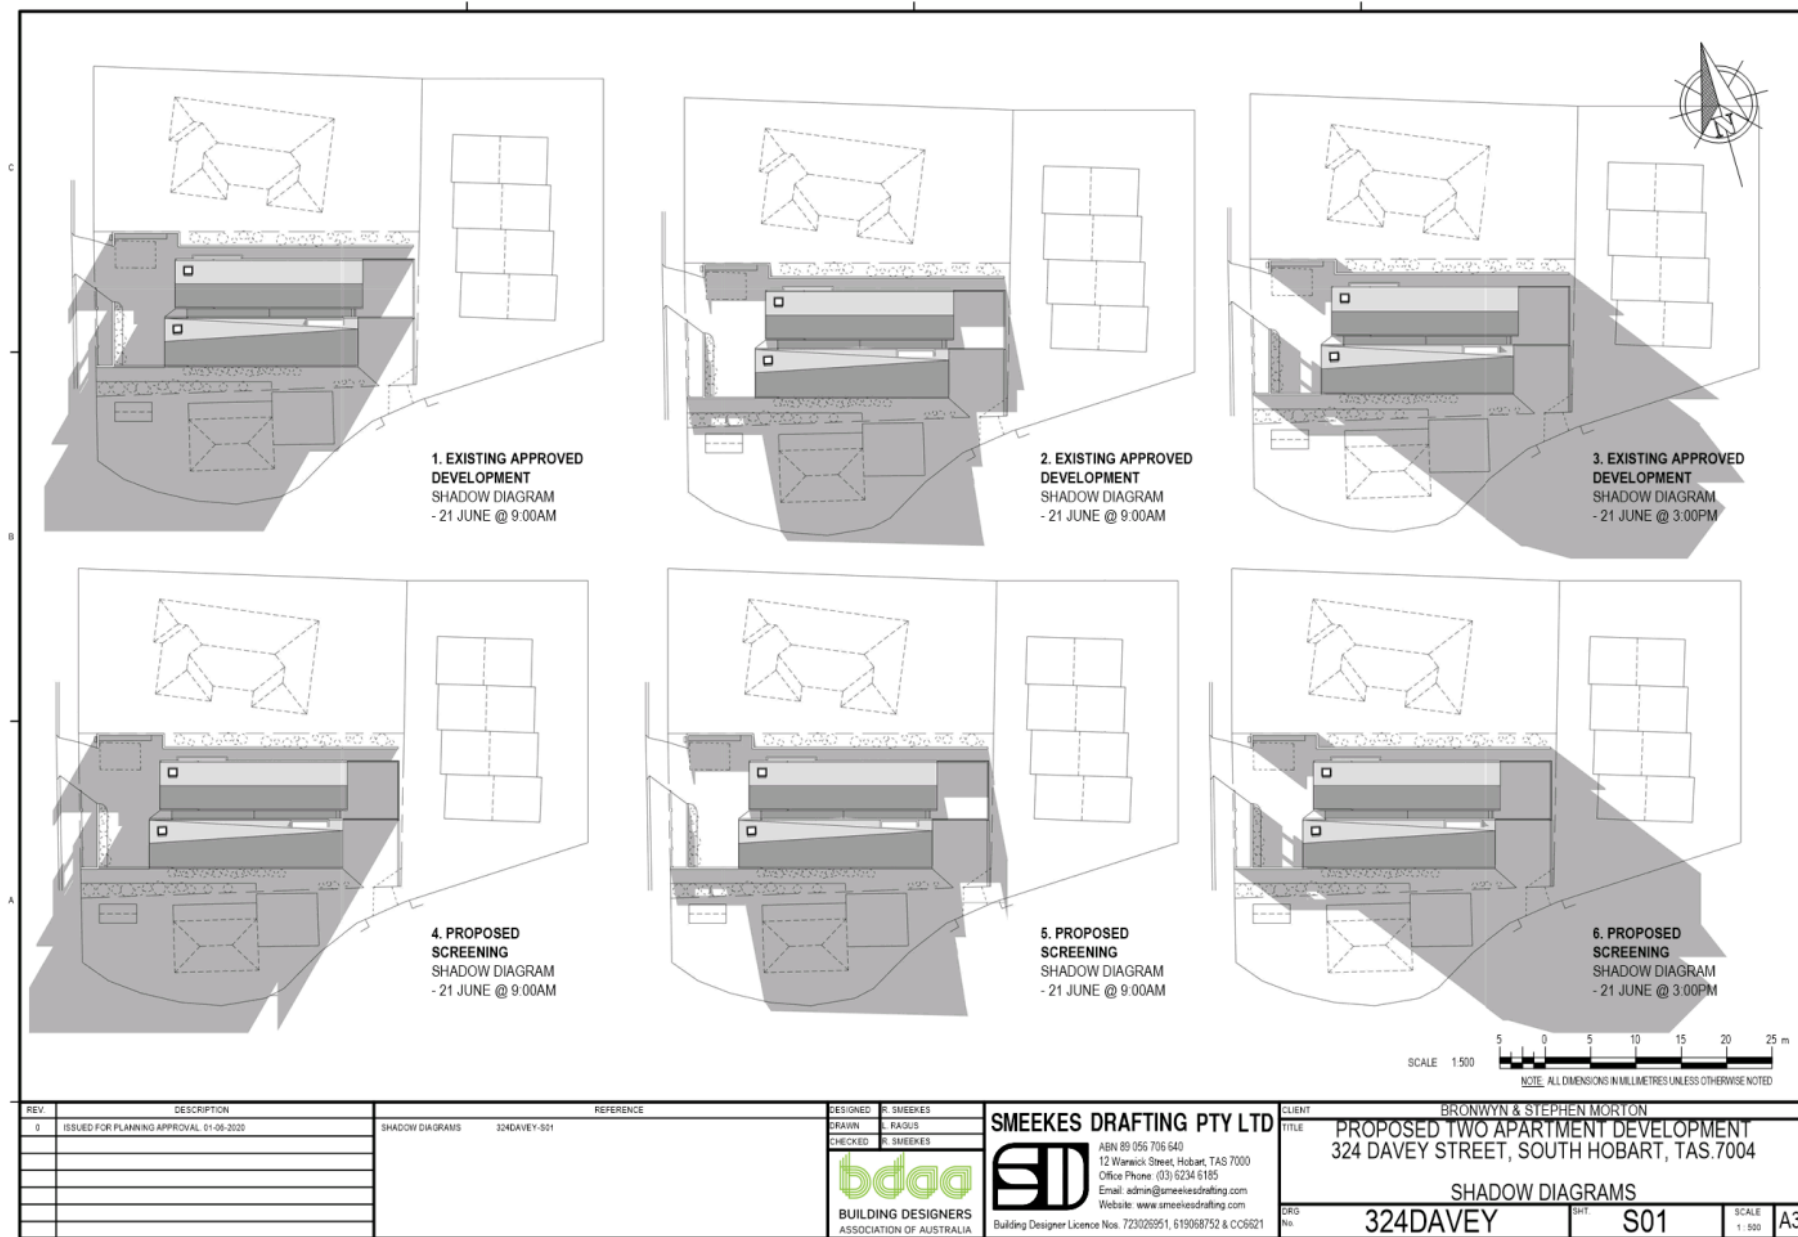 C
B
A
N
1. EXISTING APPROVED
DEVELOPMENT
SHADOW DIAGRAM
- 21 JUNE @ 9:00AM
2. EXISTING APPROVED
DEVELOPMENT
SHADOW DIAGRAM
- 21 JUNE @ 9:00AM
3. EXISTING APPROVED
DEVELOPMENT
SHADOW DIAGRAM
- 21 JUNE @ 3:00PM
4. PROPOSED
SCREENING
SHADOW DIAGRAM
- 21 JUNE @ 9:00AM
5. PROPOSED
SCREENING
SHADOW DIAGRAM
- 21 JUNE @ 9:00AM
6. PROPOSED
SCREENING
SHADOW DIAGRAM
- 21 JUNE @ 3:00PM
SCALE 1:500
5 0 5 10 15 20 25 m
NOTE: ALL DIMENSIONS IN MILLIMETRES UNLESS OTHERWISE NOTED
REV. DESCRIPTION REFERENCE
0 ISSUED FOR PLANNING APPROVAL 01-06-2020 SHADOW DIAGRAMS 324DAVEY-S01
DESIGNED R. SMEEKES
DRAWN L. RAGUS
CHECKED R. SMEEKES
bdaa
BUILDING DESIGNERS
ASSOCIATION OF AUSTRALIA
SMEEKES DRAFTING PTY LTD
SD
ABN 89 056 706 640
12 Warwick Street, Hobart, TAS 7000
Office Phone: (03) 6234 6185
Email: admin@smeekesdrafting.com
Website: www.smeekesdrafting.com
Building Designer Licence Nos. 723026951, 619068752 & CC6621
CLIENT BRONWYN & STEPHEN MORTON
TITLE PROPOSED TWO APARTMENT DEVELOPMENT
324 DAVEY STREET, SOUTH HOBART, TAS.7004
SHADOW DIAGRAMS
DRG No. 324DAVEY
SHT. S01
SCALE 1 : 500
A3